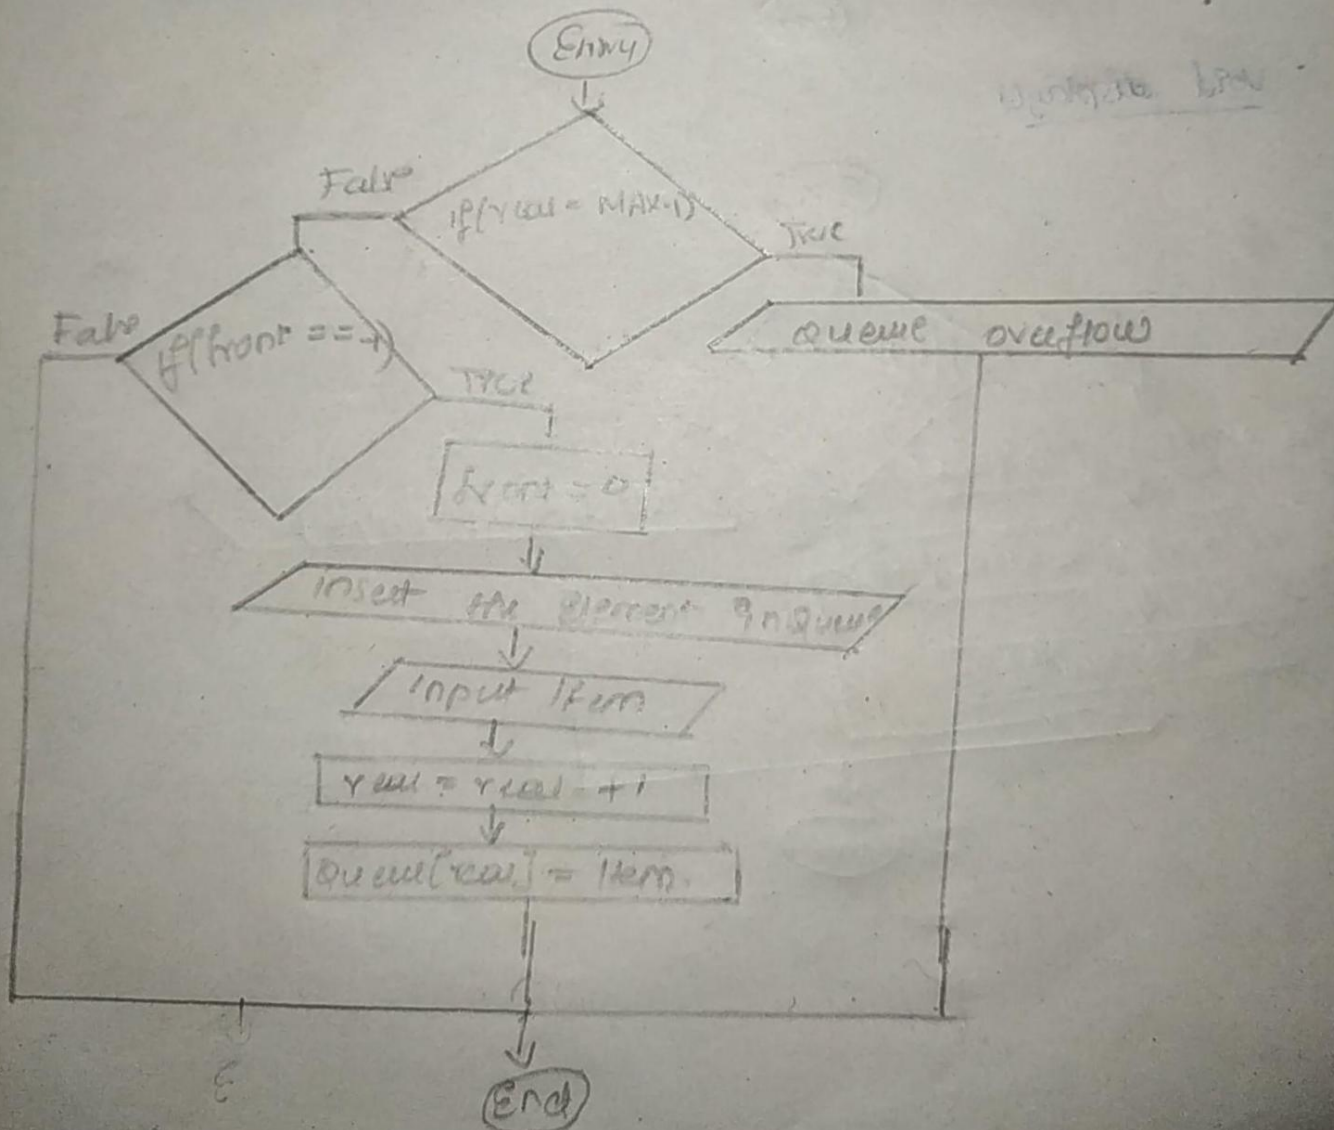 Entry
False
if(rear = MAX-1)
True
False
if(front == -1)
True
Queue overflow
front = 0
Insert the Element in Queue
Input Item
rear = rear +1
Queue[rear] = Item.
End